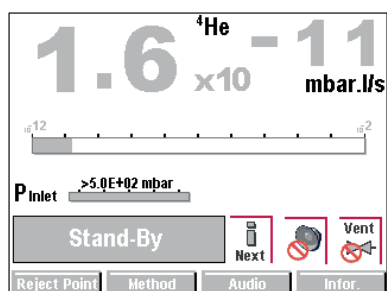 1.6 x10 -11
4He
mbar.l/s
10-12 10-2
P Inlet >5.0E+02 mbar
Stand-By
i Next
Vent
Reject Point Method Audio Infor.